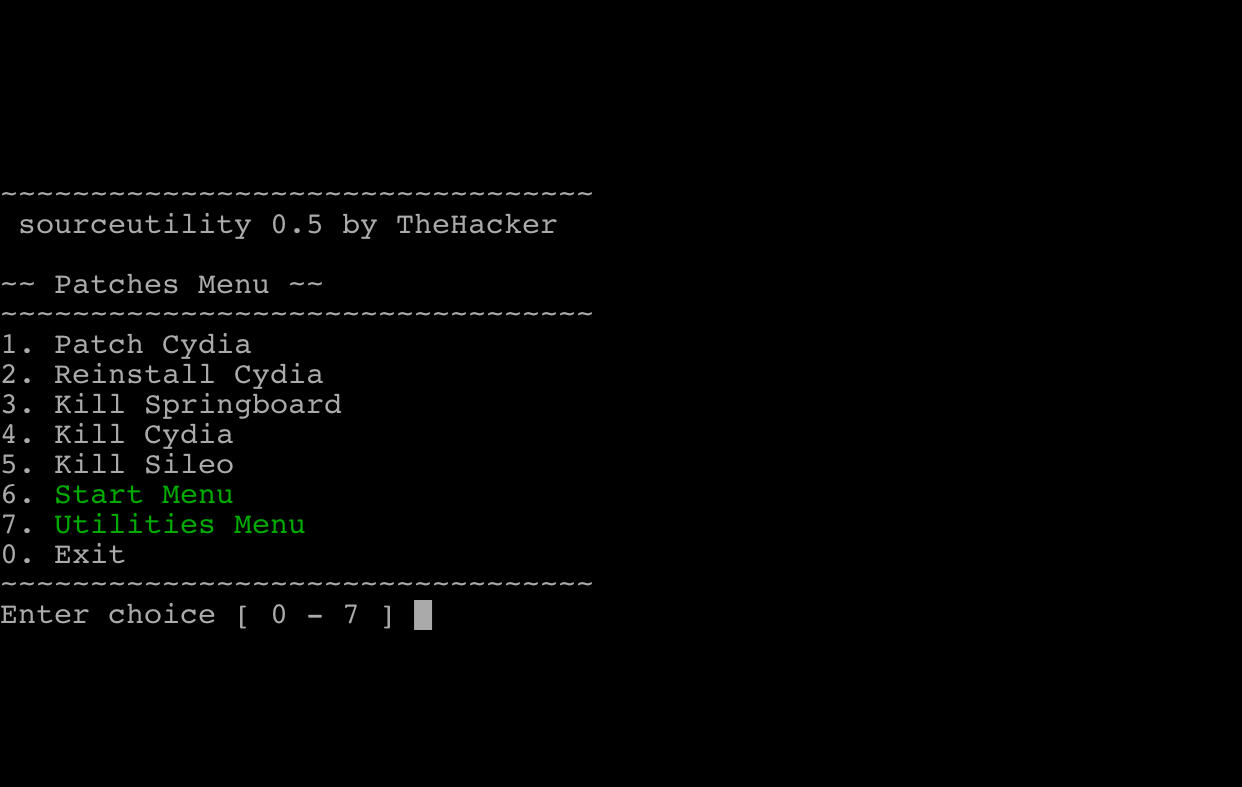 ~~~~~~~~~~~~~~~~~~~~~~~~~~~~~~~~~
sourceutility 0.5 by TheHacker
~~ Patches Menu ~~
~~~~~~~~~~~~~~~~~~~~~~~~~~~~~~~~~
1. Patch Cydia
2. Reinstall Cydia
3. Kill Springboard
4. Kill Cydia
5. Kill Sileo
6. Start Menu
7. Utilities Menu
0. Exit
~~~~~~~~~~~~~~~~~~~~~~~~~~~~~~~~~
Enter choice [ 0 - 7 ]